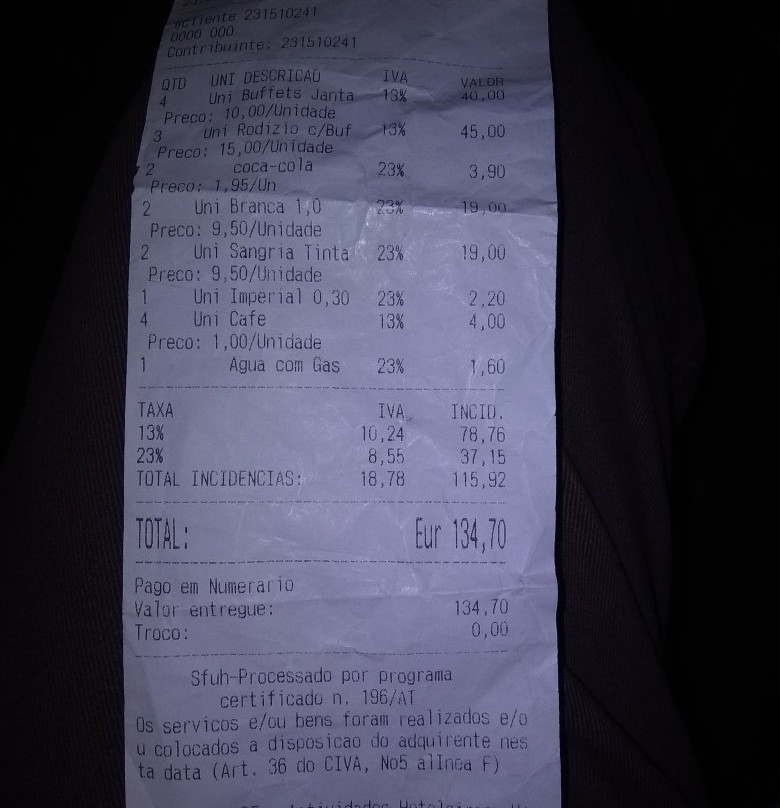 cliente 231510241
0000 000
Contribuinte: 231510241
QTD UNI DESCRICAO IVA VALOR
4 Uni Buffets Janta 13% 40,00
Preco: 10,00/Unidade
3 Uni Rodizio c/Buf 13% 45,00
Preco: 15,00/Unidade
2 coca-cola 23% 3,90
Preco: 1,95/Un
2 Uni Branca 1,0 23% 19,00
Preco: 9,50/Unidade
2 Uni Sangria Tinta 23% 19,00
Preco: 9,50/Unidade
1 Uni Imperial 0,30 23% 2,20
4 Uni Cafe 13% 4,00
Preco: 1,00/Unidade
1 Agua com Gas 23% 1,60
TAXA IVA INCID.
13% 10,24 78,76
23% 8,55 37,15
TOTAL INCIDENCIAS: 18,78 115,92
TOTAL: Eur 134,70
Pago em Numerario
Valor entregue: 134,70
Troco: 0,00
Sfuh-Processado por programa
certificado n. 196/AT
Os servicos e/ou bens foram realizados e/o
u colocados a disposicao do adquirente nes
ta data (Art. 36 do CIVA, No5 alInea F)